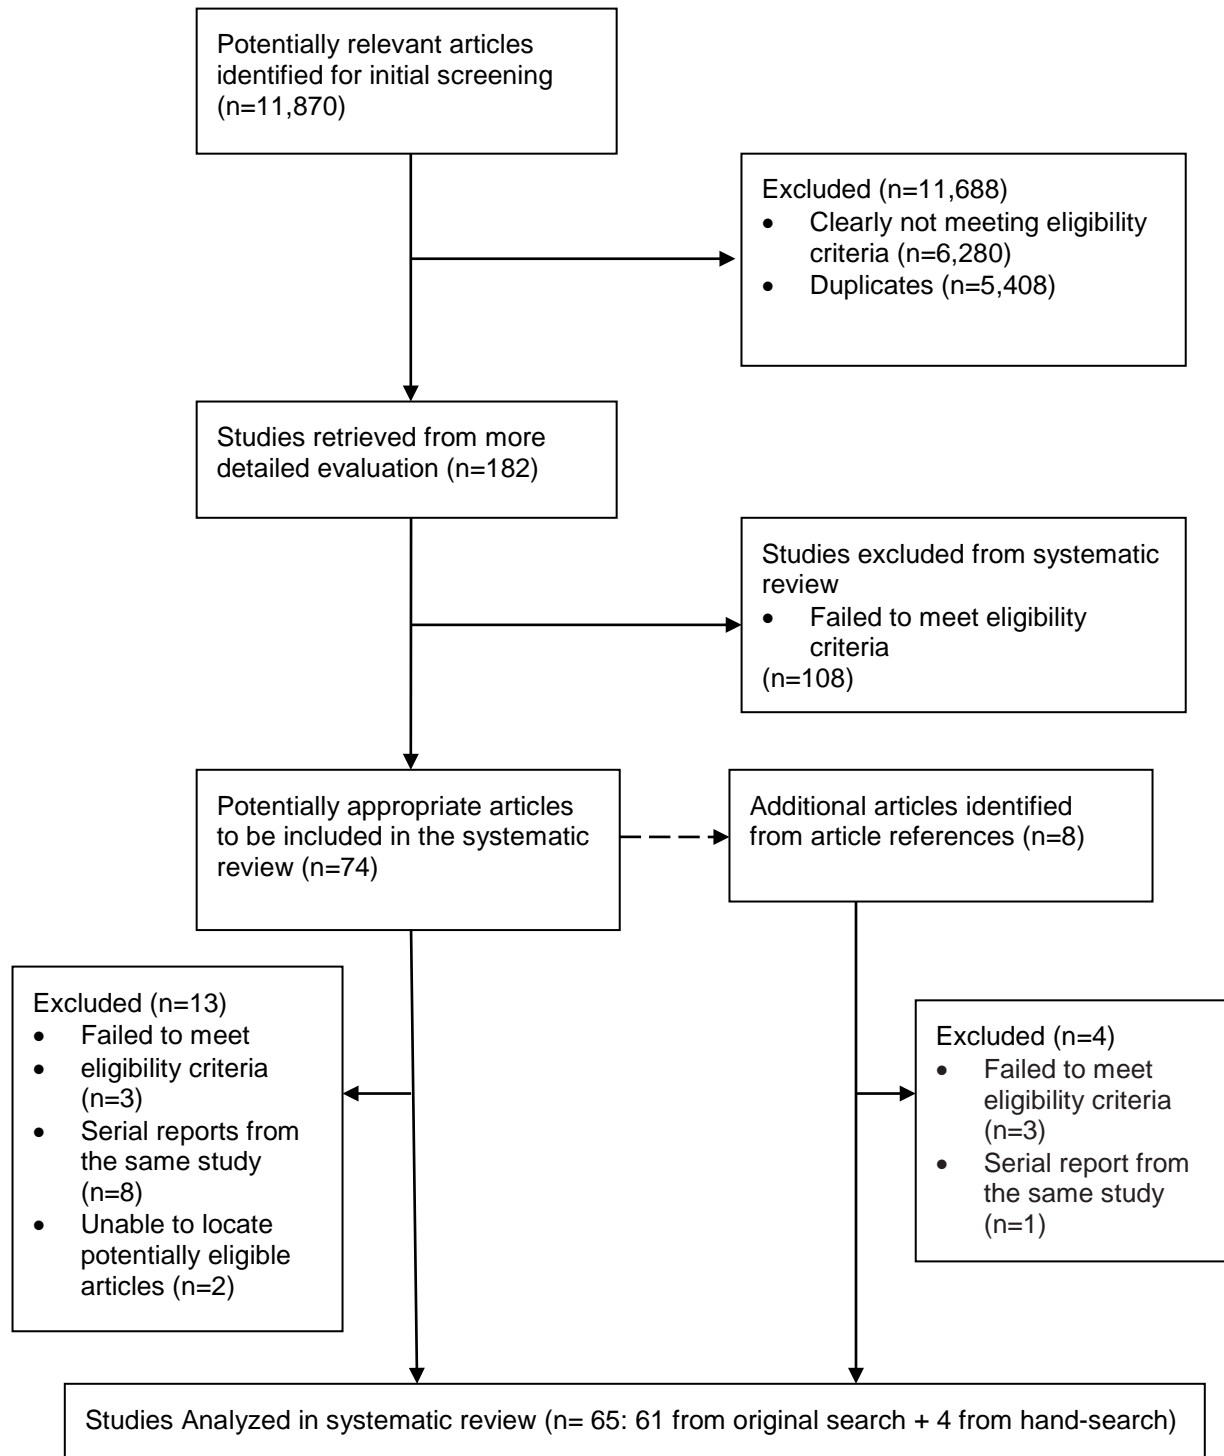 Potentially relevant articles
identified for initial screening
(n=11,870)
Excluded (n=11,688)
• Clearly not meeting eligibility
criteria (n=6,280)
• Duplicates (n=5,408)
Studies retrieved from more
detailed evaluation (n=182)
Studies excluded from systematic
review
• Failed to meet eligibility
criteria
(n=108)
Potentially appropriate articles
to be included in the systematic
review (n=74)
Additional articles identified
from article references (n=8)
Excluded (n=13)
• Failed to meet
• eligibility criteria
(n=3)
• Serial reports from
the same study
(n=8)
• Unable to locate
potentially eligible
articles (n=2)
Excluded (n=4)
• Failed to meet
eligibility criteria
(n=3)
• Serial report from
the same study
(n=1)
Studies Analyzed in systematic review (n= 65: 61 from original search + 4 from hand-search)